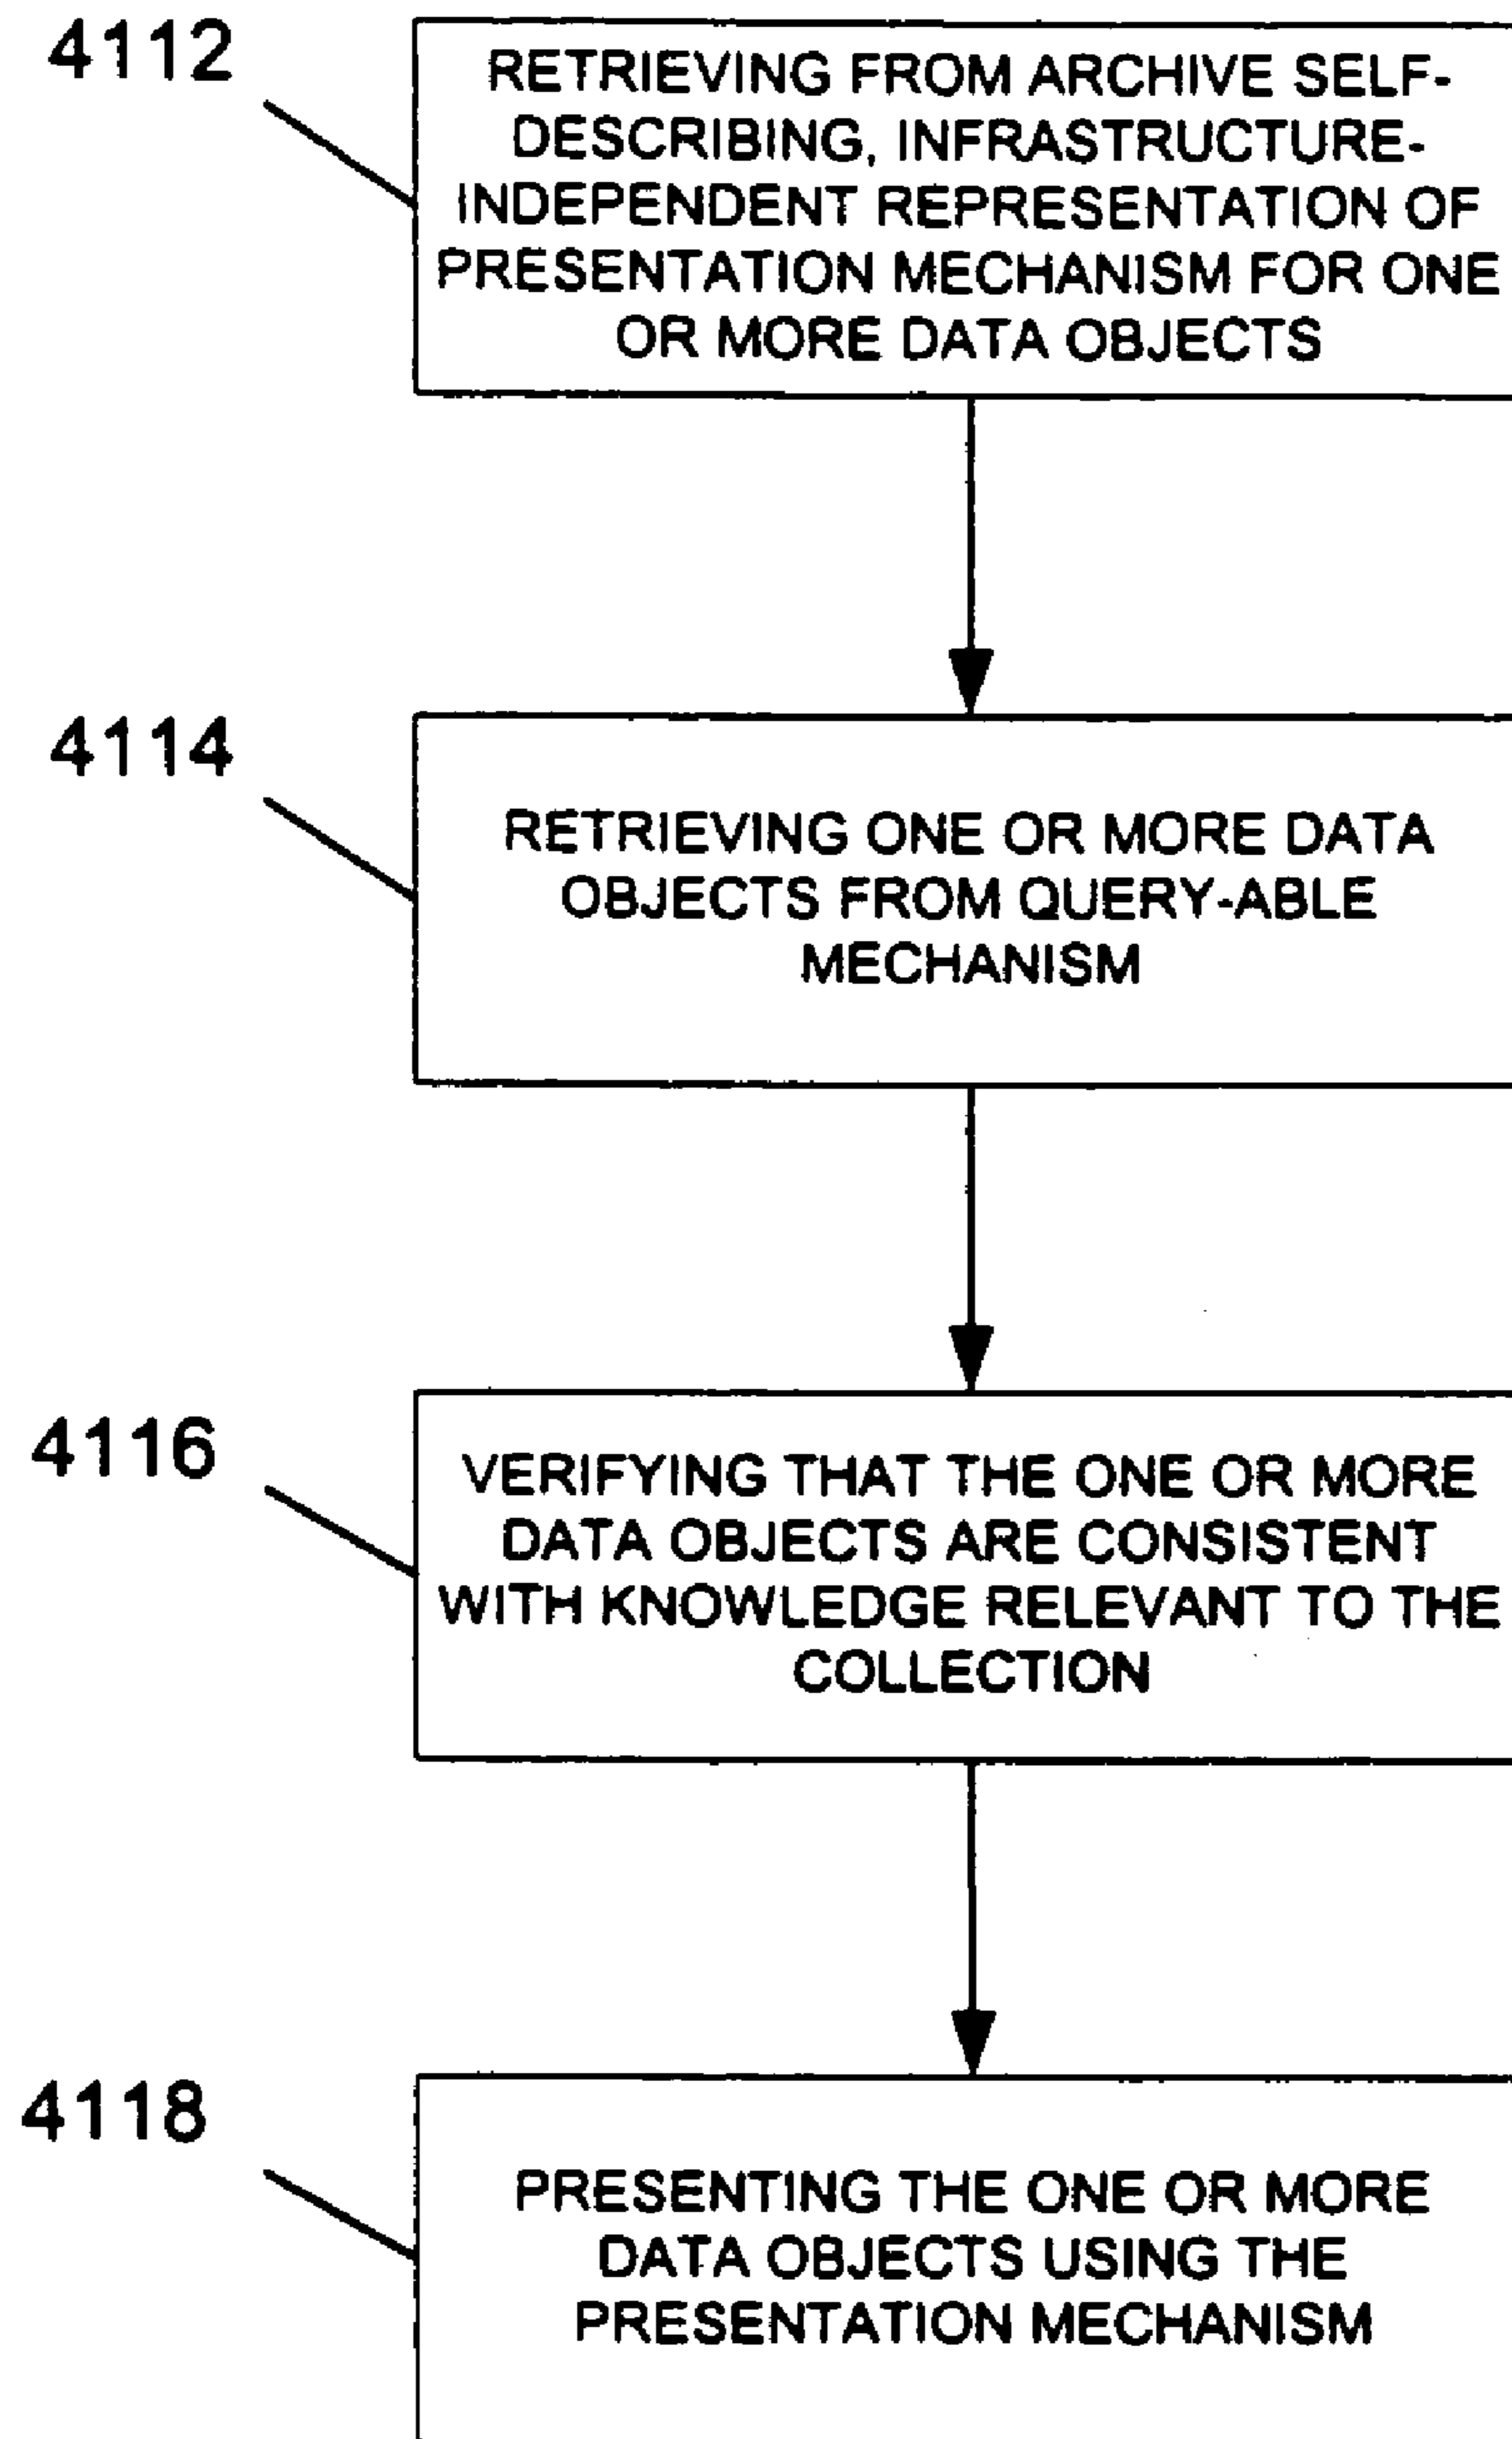 4112
RETRIEVING FROM ARCHIVE SELF-
DESCRIBING, INFRASTRUCTURE-
INDEPENDENT REPRESENTATION OF
PRESENTATION MECHANISM FOR ONE
OR MORE DATA OBJECTS
4114
RETRIEVING ONE OR MORE DATA
OBJECTS FROM QUERY-ABLE
MECHANISM
4116
VERIFYING THAT THE ONE OR MORE
DATA OBJECTS ARE CONSISTENT
WITH KNOWLEDGE RELEVANT TO THE
COLLECTION
4118
PRESENTING THE ONE OR MORE
DATA OBJECTS USING THE
PRESENTATION MECHANISM